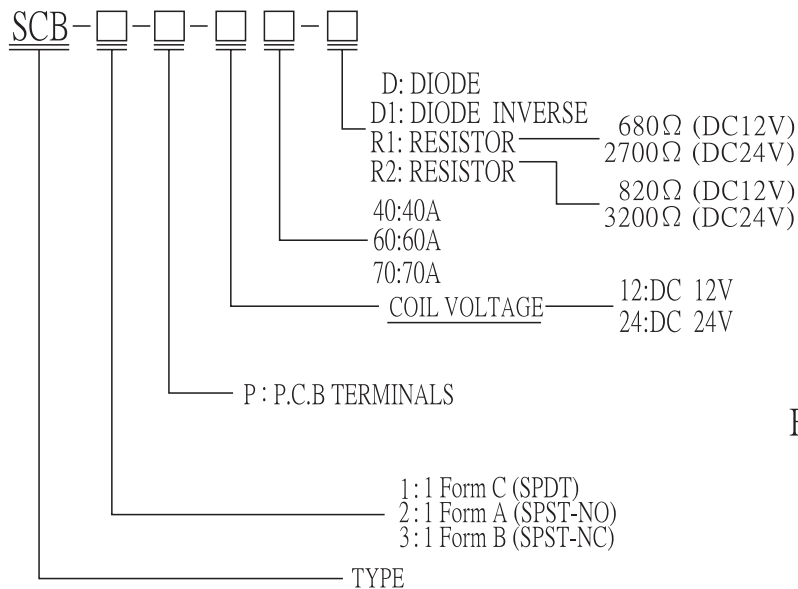 SCB-□-□-□□-□
D: DIODE
D1: DIODE INVERSE
R1: RESISTOR
680Ω (DC12V)
2700Ω (DC24V)
R2: RESISTOR
820Ω (DC12V)
3200Ω (DC24V)
40:40A
60:60A
70:70A
COIL VOLTAGE
12:DC 12V
24:DC 24V
P : P.C.B TERMINALS
1 : 1 Form C (SPDT)
2 : 1 Form A (SPST-NO)
3 : 1 Form B (SPST-NC)
TYPE